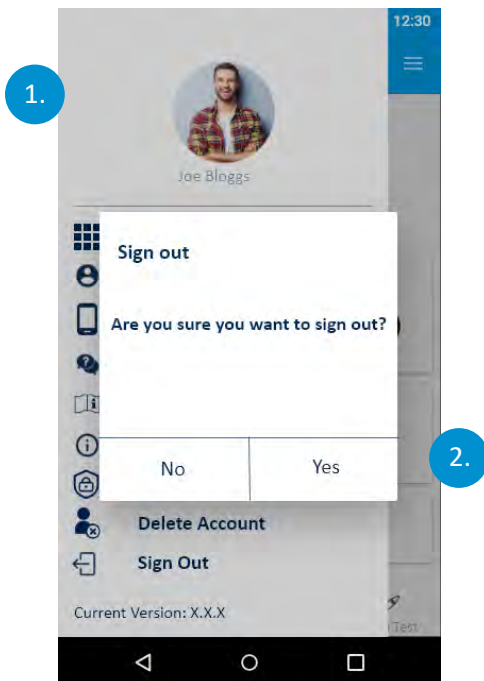 12:30
1.
Joe Bloggs
Sign out
Are you sure you want to sign out?
2.
No Yes
Delete Account
Sign Out
Current Version: X.X.X
Test